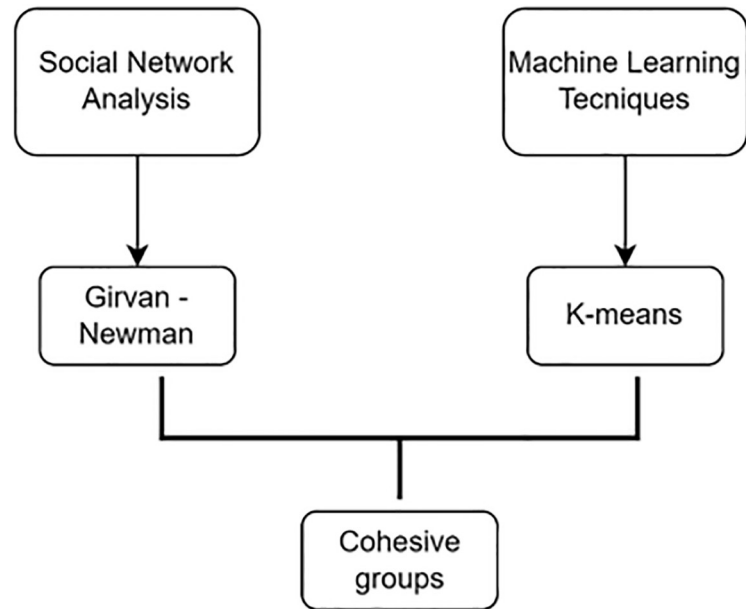 Social Network
Analysis
Machine Learning
Tecniques
Girvan -
Newman
K-means
Cohesive
groups